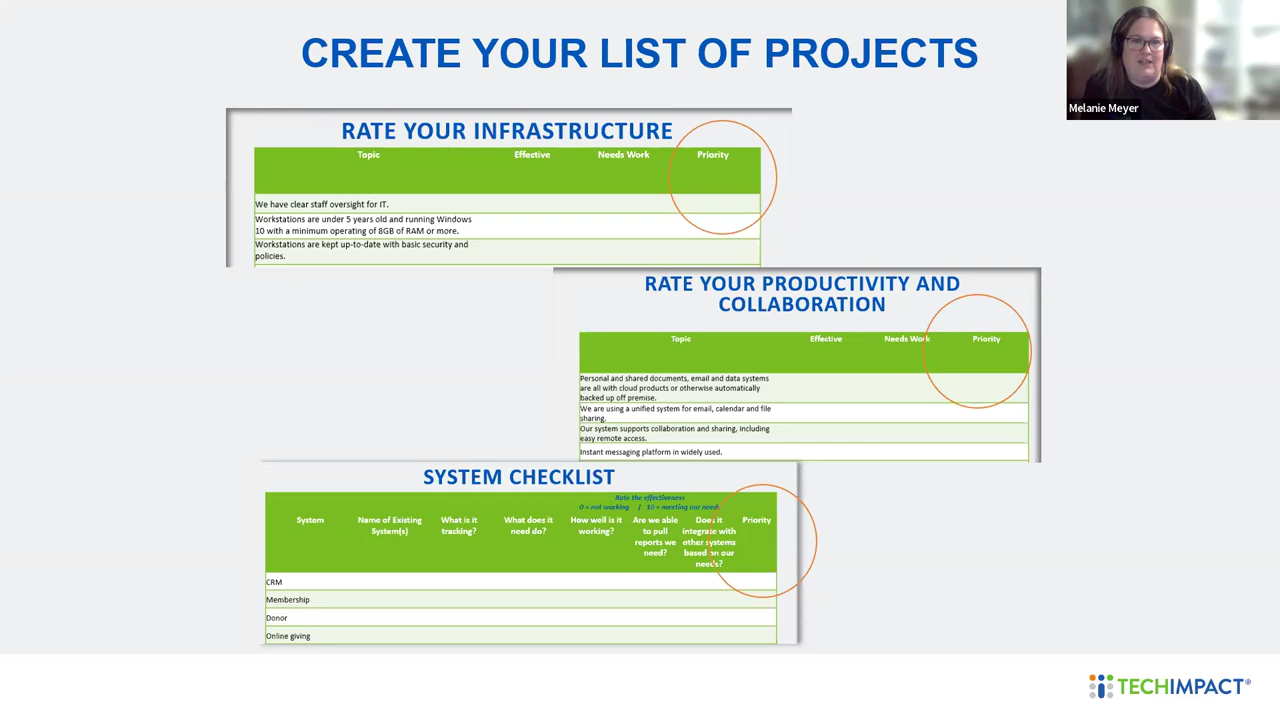 CREATE YOUR LIST OF PROJECTS
Melanie Meyer
RATE YOUR INFRASTRUCTURE
Topic Effective Needs Work Priority
We have clear staff oversight for IT.
Workstations are under 5 years old and running Windows
10 with a minimum operating of 8GB of RAM or more.
Workstations are kept up-to-date with basic security and
policies.
RATE YOUR PRODUCTIVITY AND
COLLABORATION
Topic Effective Needs Work Priority
Personal and shared documents, email and data systems
are all with cloud products or otherwise automatically
backed up off premise.
We are using a unified system for email, calendar and file
sharing.
Our system supports collaboration and sharing, including
easy remote access.
Instant messaging platform in widely used.
SYSTEM CHECKLIST
Rate the effectiveness
0 = not working | 10 = meeting our needs
System
Name of Existing
System(s)
What is it
tracking?
What does it
need do?
How well is it
working?
Are we able
to pull
reports we
need?
Does it
integrate with
other systems
based on our
needs?
Priority
CRM
Membership
Donor
Online giving
TECHIMPACT®